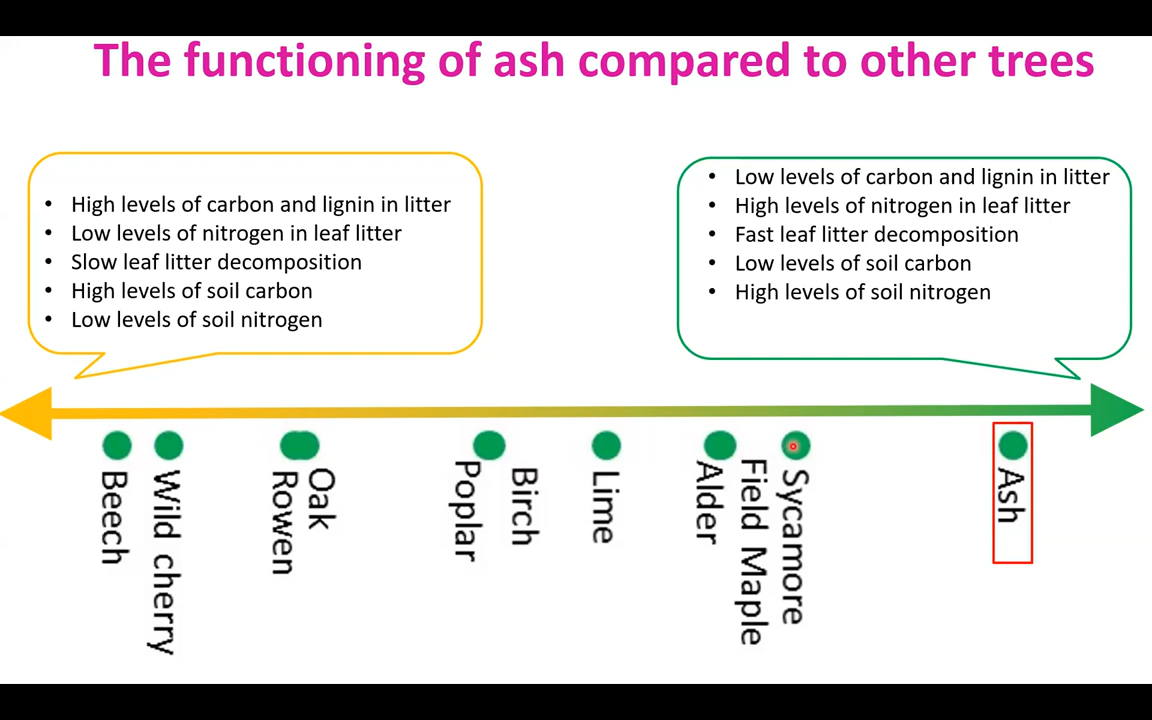 The functioning of ash compared to other trees
• High levels of carbon and lignin in litter
• Low levels of nitrogen in leaf litter
• Slow leaf litter decomposition
• High levels of soil carbon
• Low levels of soil nitrogen
• Low levels of carbon and lignin in litter
• High levels of nitrogen in leaf litter
• Fast leaf litter decomposition
• Low levels of soil carbon
• High levels of soil nitrogen
Beech
Wild cherry
Rowen
Oak
Poplar
Birch
Lime
Alder
Field Maple
Sycamore
Ash